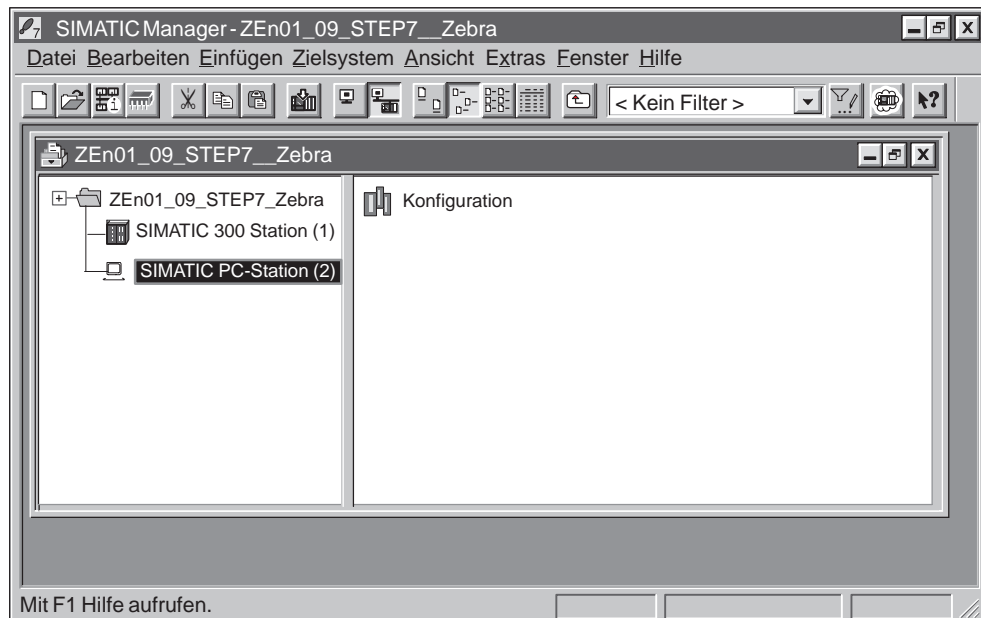 SIMATIC Manager - ZEn01_09_STEP7__Zebra
Datei Bearbeiten Einfügen Zielsystem Ansicht Extras Fenster Hilfe
< Kein Filter >
ZEn01_09_STEP7__Zebra
ZEn01_09_STEP7_Zebra
SIMATIC 300 Station (1)
SIMATIC PC-Station (2)
Konfiguration
Mit F1 Hilfe aufrufen.